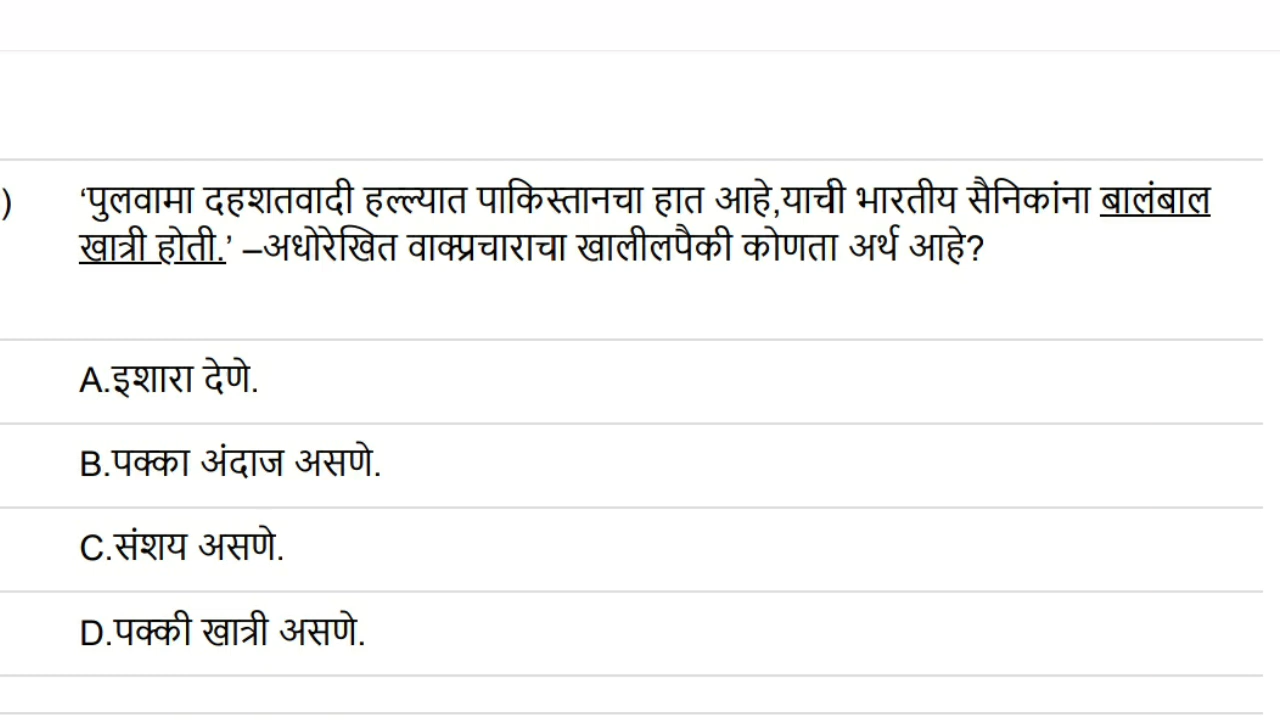 ) ‘पुलवामा दहशतवादी हल्ल्यात पाकिस्तानचा हात आहे,याची भारतीय सैनिकांना बालंबाल
खात्री होती.’ –अधोरेखित वाक्प्रचाराचा खालीलपैकी कोणता अर्थ आहे?
A.इशारा देणे.
B.पक्का अंदाज असणे.
C.संशय असणे.
D.पक्की खात्री असणे.